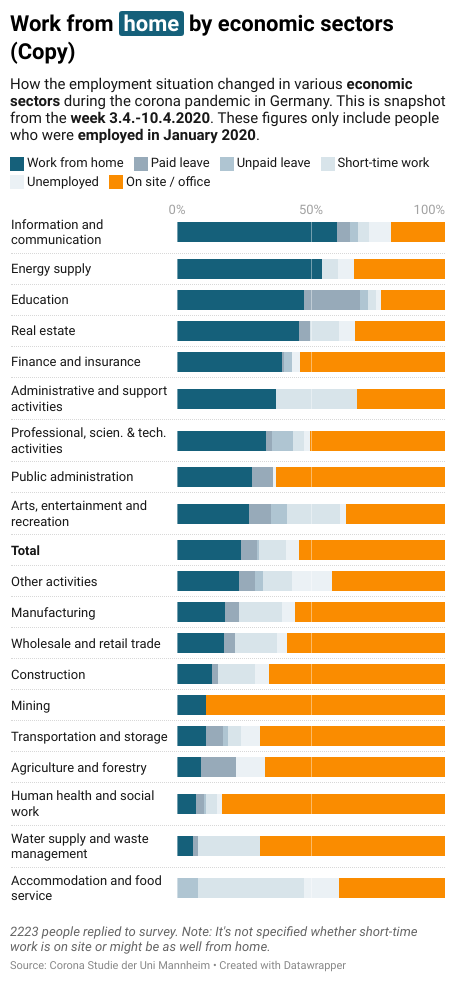 Work from home by economic sectors
(Copy)
How the employment situation changed in various economic
sectors during the corona pandemic in Germany. This is snapshot
from the week 3.4.-10.4.2020. These figures only include people
who were employed in January 2020.
Work from home Paid leave Unpaid leave Short-time work
Unemployed On site / office
0% 50% 100%
Information and
communication
Energy supply
Education
Real estate
Finance and insurance
Administrative and support
activities
Professional, scien. & tech.
activities
Public administration
Arts, entertainment and
recreation
Total
Other activities
Manufacturing
Wholesale and retail trade
Construction
Mining
Transportation and storage
Agriculture and forestry
Human health and social
work
Water supply and waste
management
Accommodation and food
service
2223 people replied to survey. Note: It's not specified whether short-time
work is on site or might be as well from home.
Source: Corona Studie der Uni Mannheim • Created with Datawrapper